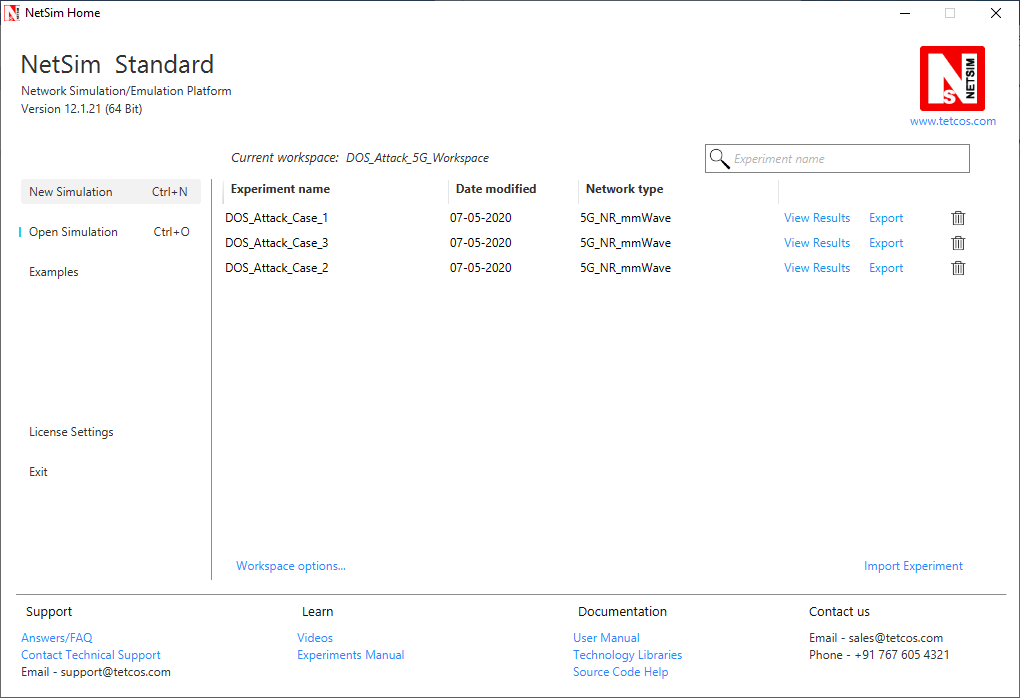 NetSim Home
NetSim Standard
Network Simulation/Emulation Platform
Version 12.1.21 (64 Bit)
NETSIM
www.tetcos.com
Current workspace: DOS_Attack_5G_Workspace
Experiment name
New Simulation Ctrl+N
Open Simulation Ctrl+O
Examples
License Settings
Exit
Experiment name Date modified Network type
DOS_Attack_Case_1 07-05-2020 5G_NR_mmWave View Results Export
DOS_Attack_Case_3 07-05-2020 5G_NR_mmWave View Results Export
DOS_Attack_Case_2 07-05-2020 5G_NR_mmWave View Results Export
Workspace options... Import Experiment
Support
Answers/FAQ
Contact Technical Support
Email - support@tetcos.com
Learn
Videos
Experiments Manual
Documentation
User Manual
Technology Libraries
Source Code Help
Contact us
Email - sales@tetcos.com
Phone - +91 767 605 4321